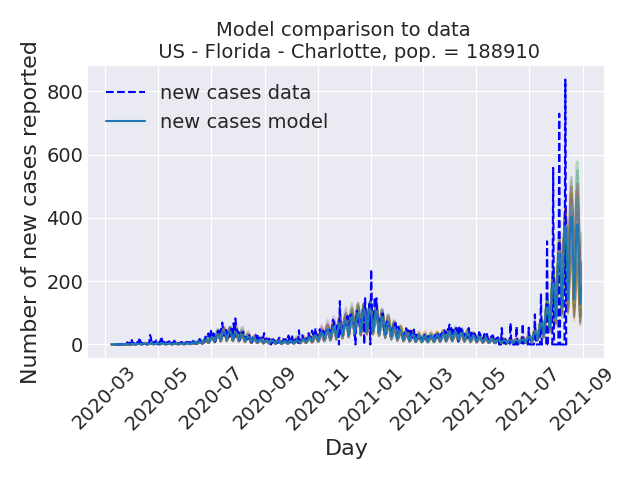 Model comparison to data
US - Florida - Charlotte, pop. = 188910
Number of new cases reported
800
600
400
200
0
new cases data
new cases model
2020-03
2020-05
2020-07
2020-09
2020-11
2021-01
2021-03
2021-05
2021-07
2021-09
Day